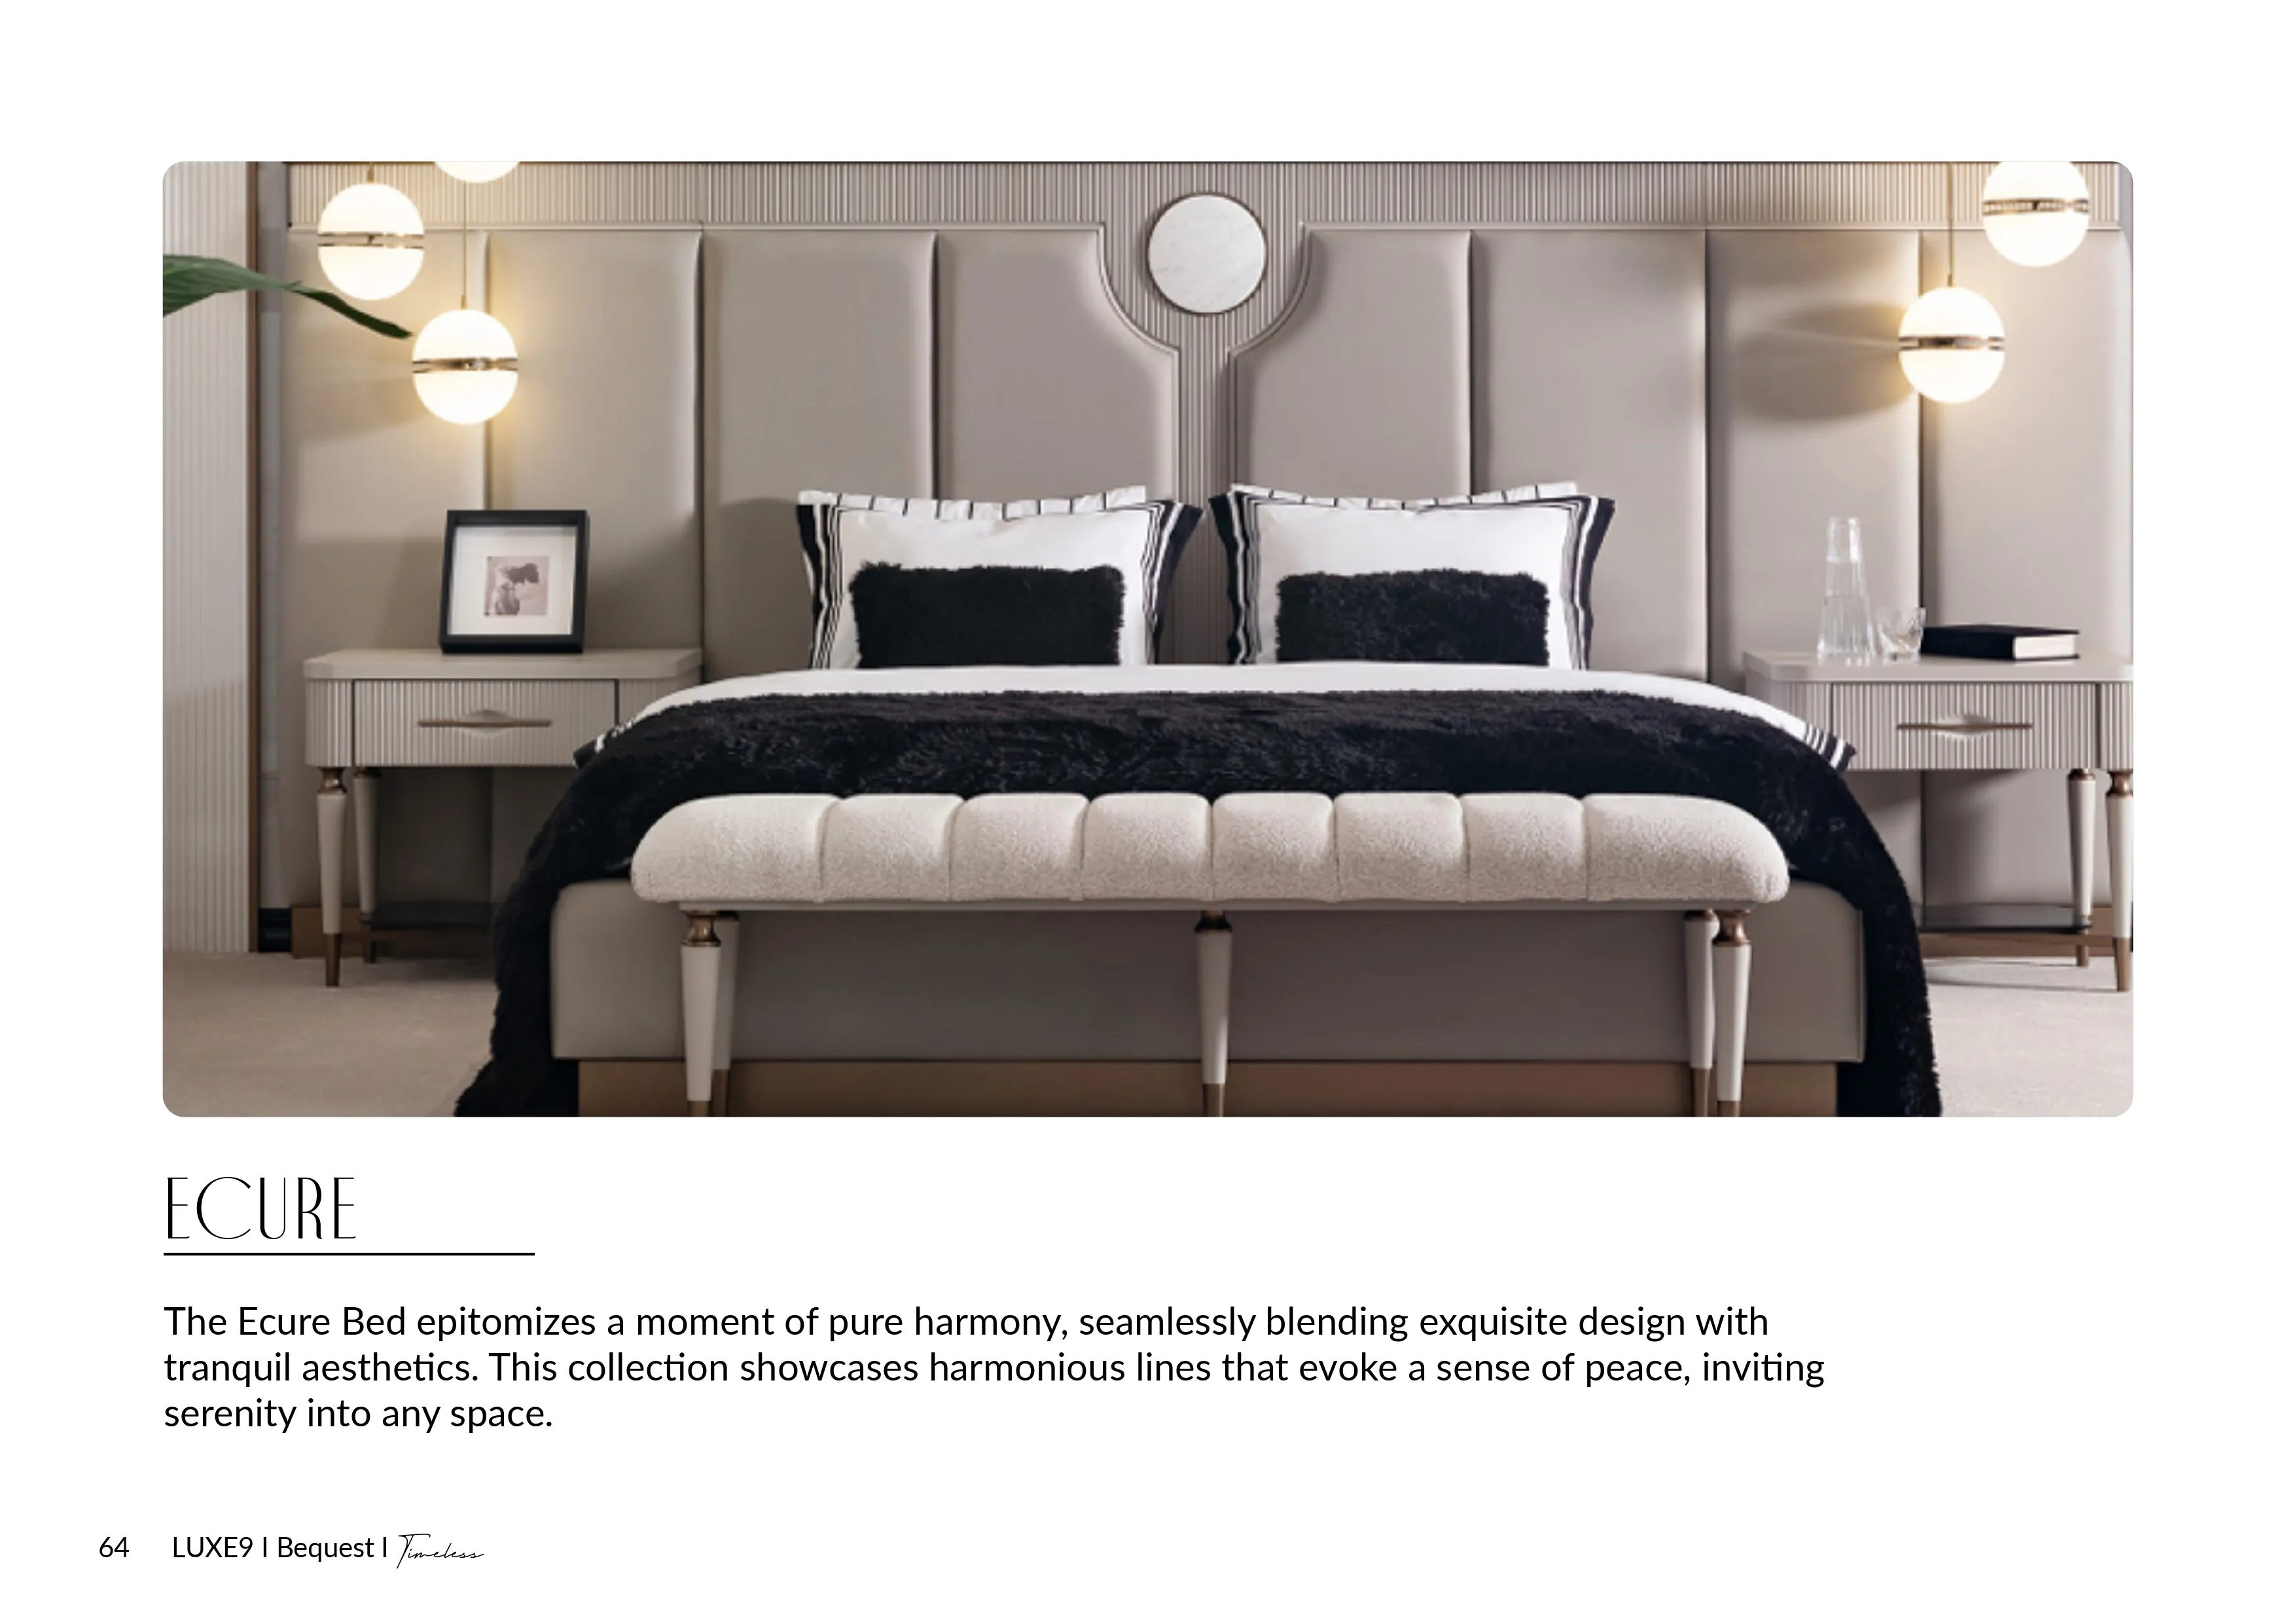 ECURE
The Ecure Bed epitomizes a moment of pure harmony, seamlessly blending exquisite design with
tranquil aesthetics. This collection showcases harmonious lines that evoke a sense of peace, inviting
serenity into any space.
64 LUXE9 I Bequest I Timeless